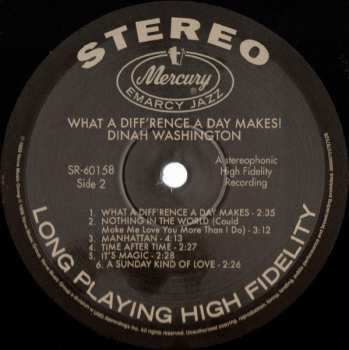 STEREO
Mercury
EMARCY JAZZ
WHAT A DIFF'RENCE A DAY MAKES!
DINAH WASHINGTON
SR-60158
Side 2
A stereophonic
High Fidelity
Recording
1. WHAT A DIFF'RENCE A DAY MAKES - 2:35
2. NOTHING IN THE WORLD (Could
Make Me Love You More Than I Do) - 3:12
3. MANHATTAN - 4:13
4. TIME AFTER TIME - 2:27
5. IT'S MAGIC - 2:28
6. A SUNDAY KIND OF LOVE - 2:26
LONG PLAYING HIGH FIDELITY